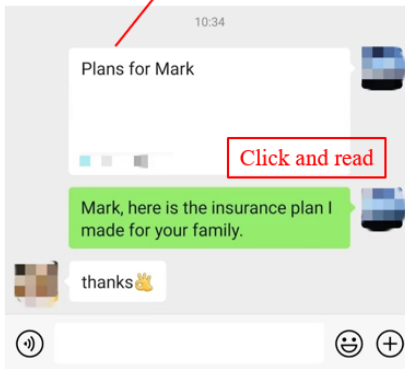 10:34
Plans for Mark
Click and read
Mark, here is the insurance plan I
made for your family.
thanks👌